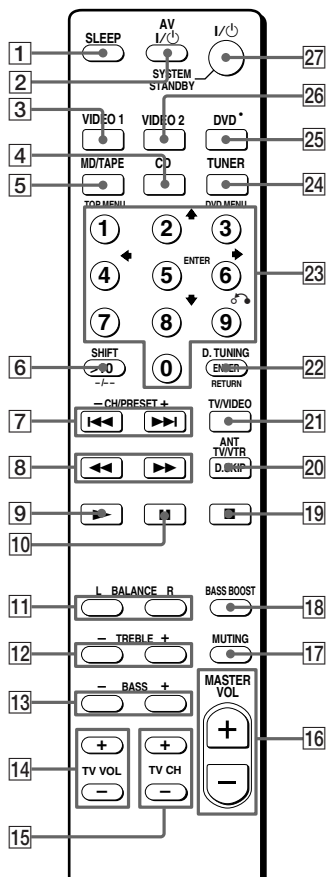 AV
SLEEP I/⏻ I/⏻
1 27
2 SYSTEM STANDBY 26
3 VIDEO 1 VIDEO 2 DVD 25
4
5 MD/TAPE CD TUNER 24
TOP MENU DVD MENU
1 2 3
ENTER
4 5 6 23
7 8 9
SHIFT 0 D. TUNING
6 >10 ENTER 22
-/-- RETURN
– CH/PRESET + TV/VIDEO
7 21
ANT
TV/VTR
8 D.SKIP 20
9 10 19
L BALANCE R BASS BOOST
11 18
– TREBLE + MUTING
12 17
– BASS + MASTER
VOL
13
+ + +
14 TV VOL TV CH 16
– – –
15